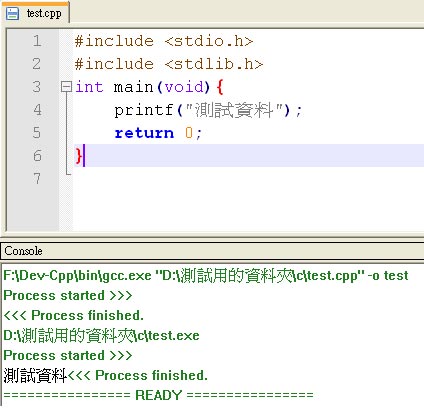 test.cpp
1 #include <stdio.h>
2 #include <stdlib.h>
3 int main(void){
4 printf("測試資料");
5 return 0;
6 }
7
Console
F:\Dev-Cpp\bin\gcc.exe "D:\測試用的資料夾\c\test.cpp" -o test
Process started >>>
<<< Process finished.
D:\測試用的資料夾\c\test.exe
Process started >>>
測試資料<<< Process finished.
================ READY ================